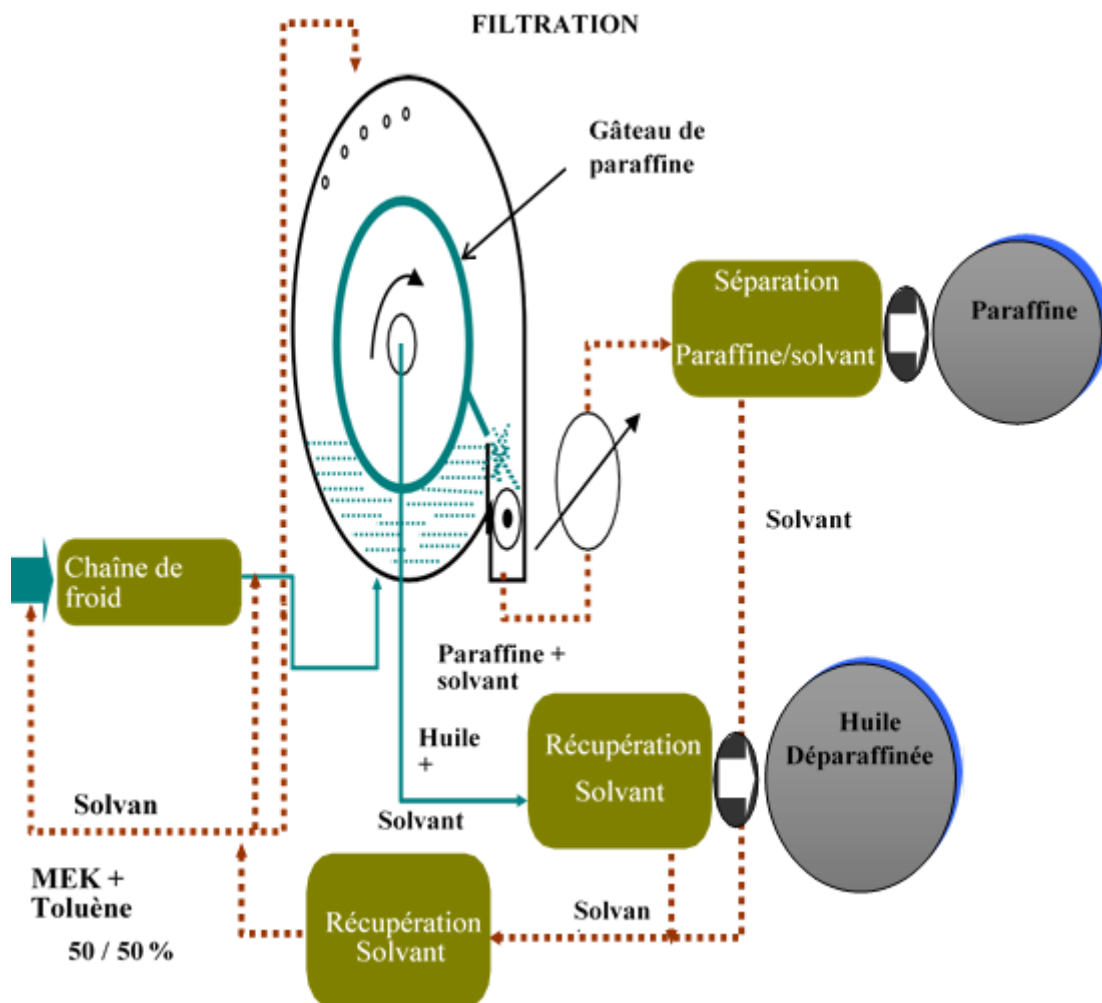 FILTRATION
Gâteau de
paraffine
Séparation
Paraffine/solvant
Paraffine
Solvant
Chaîne de
froid
Paraffine +
solvant
Huile +
Solvant
Récupération
Solvant
Huile
Déparaffinée
Solvan
MEK +
Toluène
50 / 50 %
Récupération
Solvant
Solvan